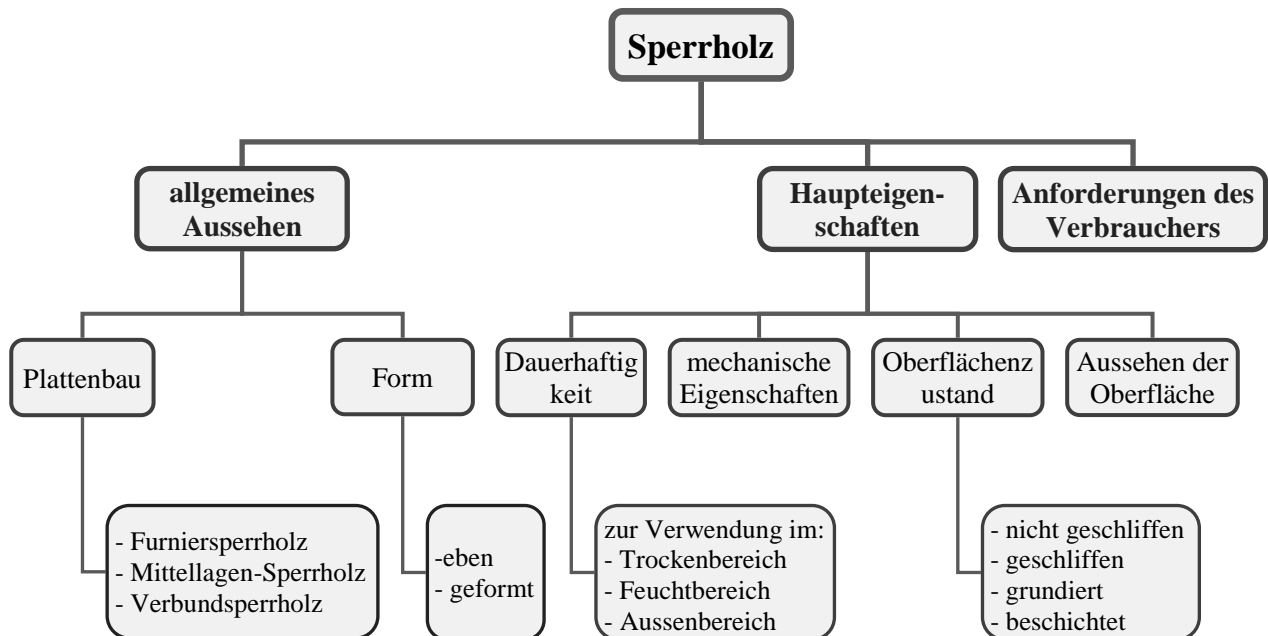 Sperrholz
allgemeines
Aussehen
Haupteigen-
schaften
Anforderungen des
Verbrauchers
Plattenbau
Form
Dauerhaftig
keit
mechanische
Eigenschaften
Oberflächenz
ustand
Aussehen der
Oberfläche
- Furniersperrholz
- Mittellagen-Sperrholz
- Verbundsperrholz
-eben
- geformt
zur Verwendung im:
- Trockenbereich
- Feuchtbereich
- Aussenbereich
- nicht geschliffen
- geschliffen
- grundiert
- beschichtet